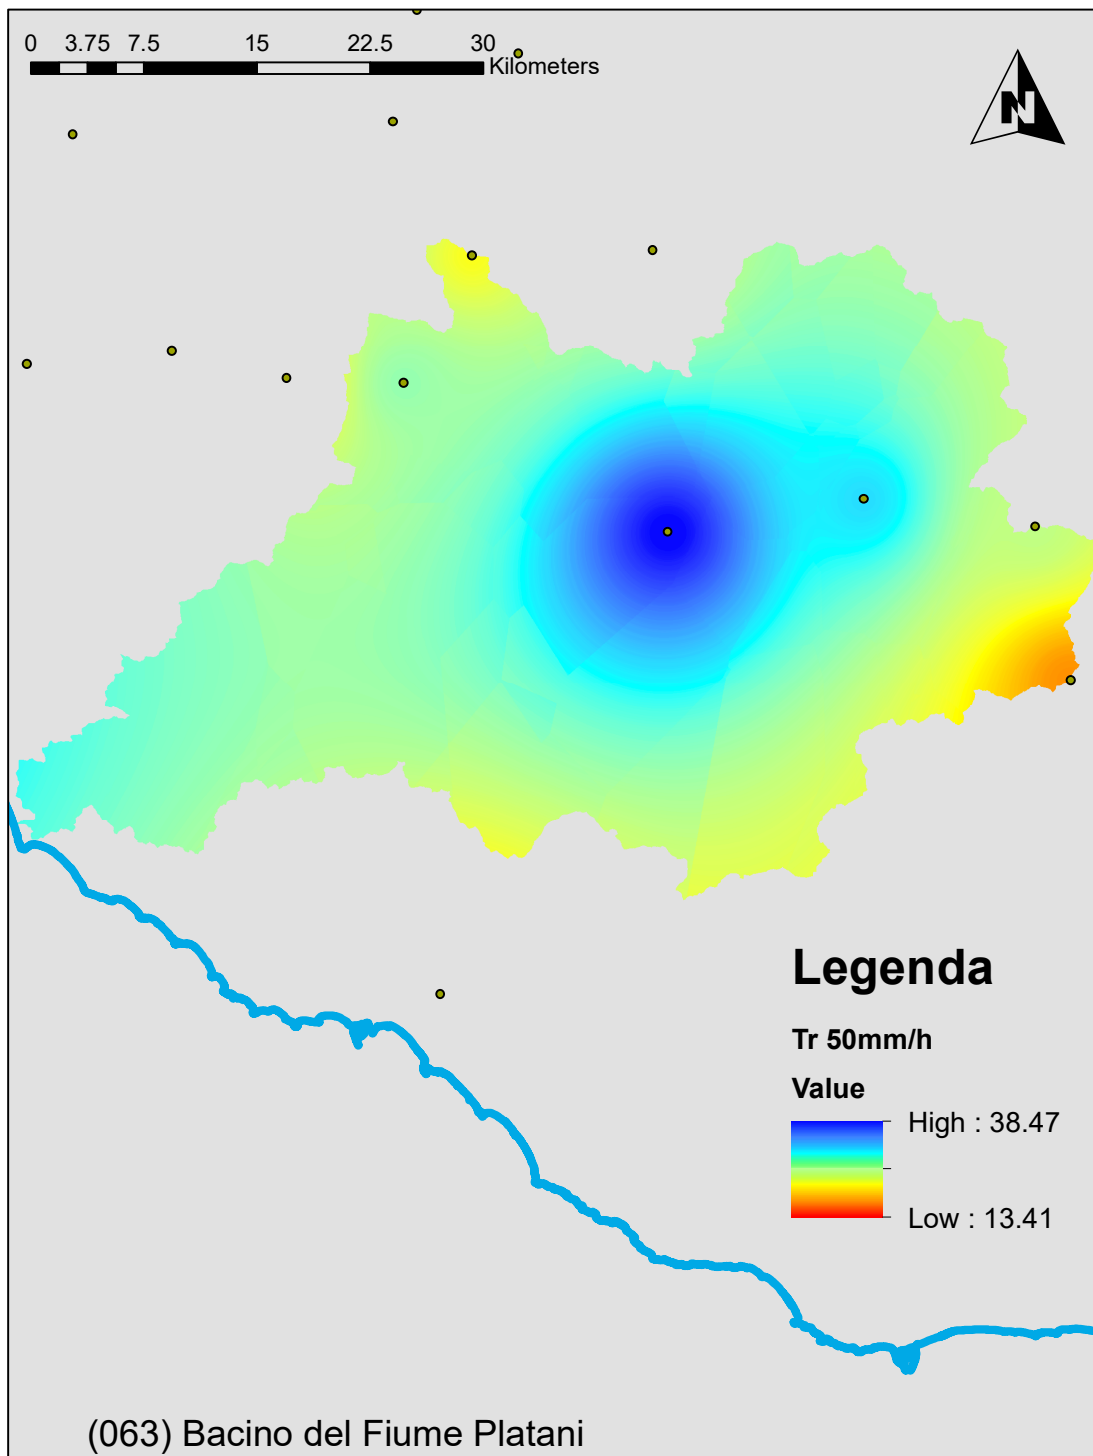 0 3.75 7.5 15 22.5 30
Kilometers
N
Legenda
Tr 50mm/h
Value
High : 38.47
Low : 13.41
(063) Bacino del Fiume Platani